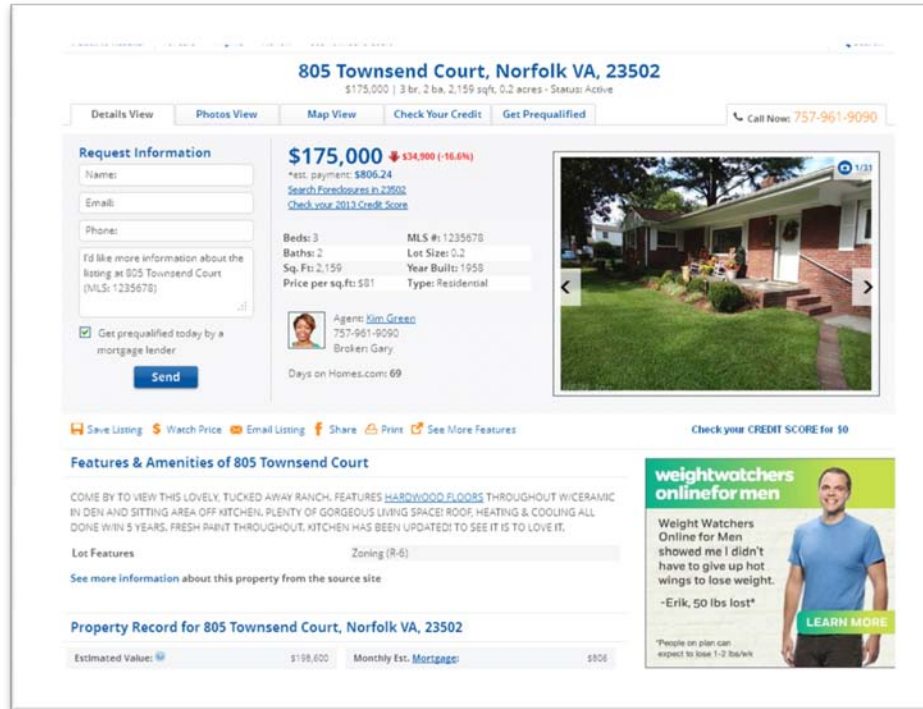 805 Townsend Court, Norfolk VA, 23502
$175,000 | 3 br, 2 ba, 2,159 sqft, 0.2 acres - Status: Active
Details View
Photos View
Map View
Check Your Credit
Get Prequalified
Call Now: 757-961-9090
Request Information
Name:
Email:
Phone:
I'd like more information about the
listing at 805 Townsend Court
(MLS: 1235678)
Get prequalified today by a
mortgage lender
Send
$175,000 $34,900 (-16.6%)
*est. payment: $806.24
Search Foreclosures in 23502
Check your 2013 Credit Score
Beds: 3 MLS #: 1235678
Baths: 2 Lot Size: 0.2
Sq. Ft: 2,159 Year Built: 1958
Price per sq.ft: $81 Type: Residential
Agent: Kim Green
757-961-9090
Broker: Gary
Days on Homes.com: 69
1/21
Save Listing
Watch Price
Email Listing
Share
Print
See More Features
Check your CREDIT SCORE for $0
Features & Amenities of 805 Townsend Court
COME BY TO VIEW THIS LOVELY, TUCKED AWAY RANCH. FEATURES HARDWOOD FLOORS THROUGHOUT W/CERAMIC
IN DEN AND SITTING AREA OFF KITCHEN. PLENTY OF GORGEOUS LIVING SPACE! ROOF, HEATING & COOLING ALL
DONE W/IN 5 YEARS. FRESH PAINT THROUGHOUT. KITCHEN HAS BEEN UPDATED! TO SEE IT IS TO LOVE IT.
Lot Features Zoning (R-6)
See more information about this property from the source site
Property Record for 805 Townsend Court, Norfolk VA, 23502
Estimated Value: $198,600 Monthly Est. Mortgage: $806
weightwatchers
onlineformen
Weight Watchers
Online for Men
showed me I didn't
have to give up hot
wings to lose weight.
-Erik, 50 lbs lost*
LEARN MORE
*People on plan can
expect to lose 1-2 lbs/wk